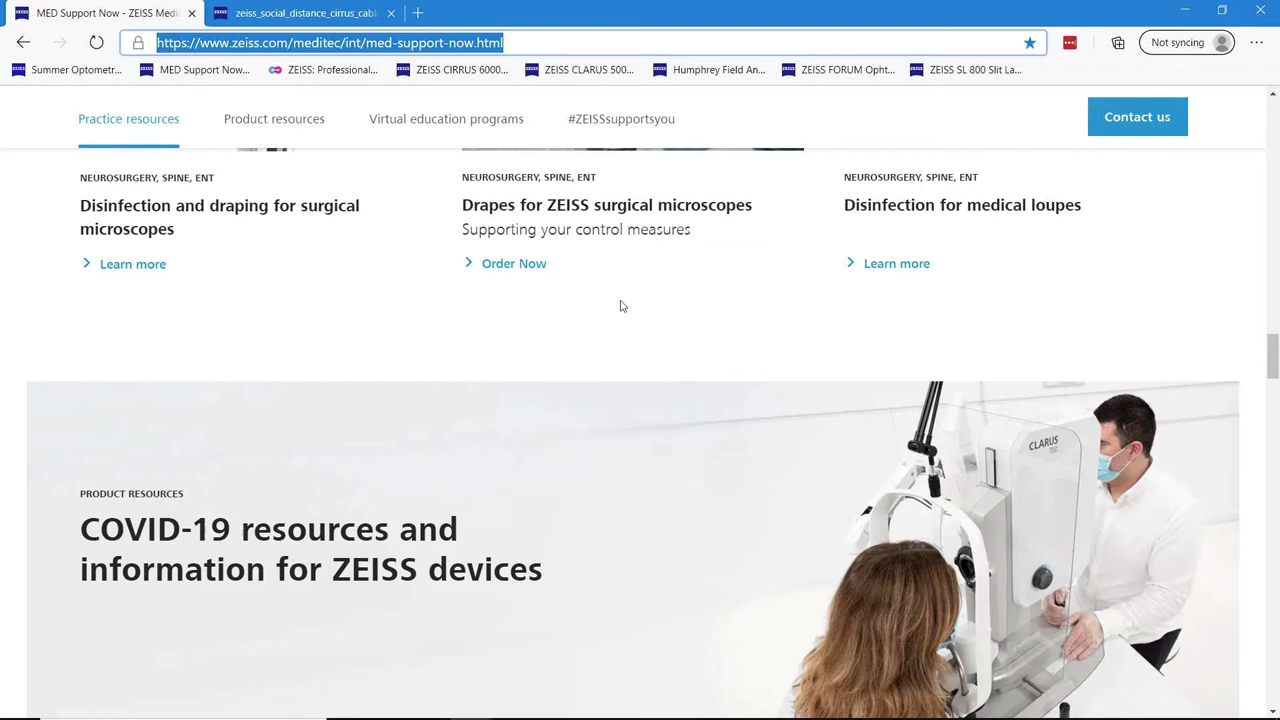 MED Support Now - ZEISS Medi
zeiss_social_distance_cirrus_cabl
https://www.zeiss.com/meditec/int/med-support-now.html
Not syncing
Summer Optometr...
MED Support Now...
ZEISS: Professional...
ZEISS CIRRUS 6000...
ZEISS CLARUS 500...
Humphrey Field An...
ZEISS FORUM Opht...
ZEISS SL 800 Slit La...
Practice resources
Product resources
Virtual education programs
#ZEISSsupportsyou
Contact us
NEUROSURGERY, SPINE, ENT
Disinfection and draping for surgical
microscopes
Learn more
NEUROSURGERY, SPINE, ENT
Drapes for ZEISS surgical microscopes
Supporting your control measures
Order Now
NEUROSURGERY, SPINE, ENT
Disinfection for medical loupes
Learn more
PRODUCT RESOURCES
COVID-19 resources and
information for ZEISS devices
CLARUS
700